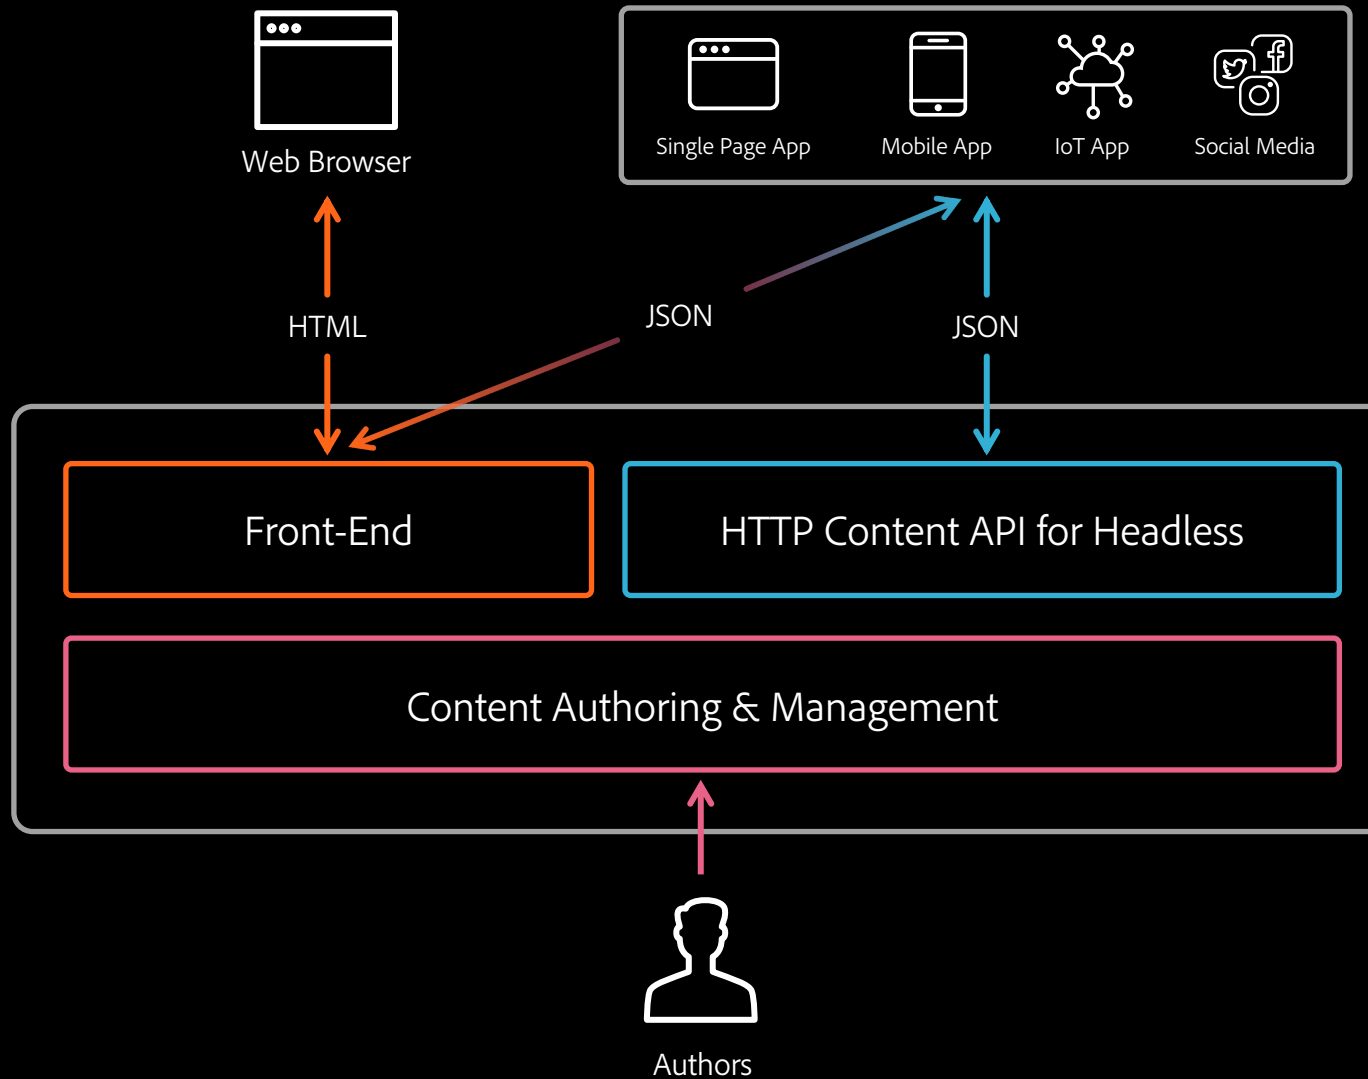 Web Browser
Single Page App
Mobile App
IoT App
Social Media
HTML
JSON
JSON
Front-End
HTTP Content API for Headless
Content Authoring & Management
Authors